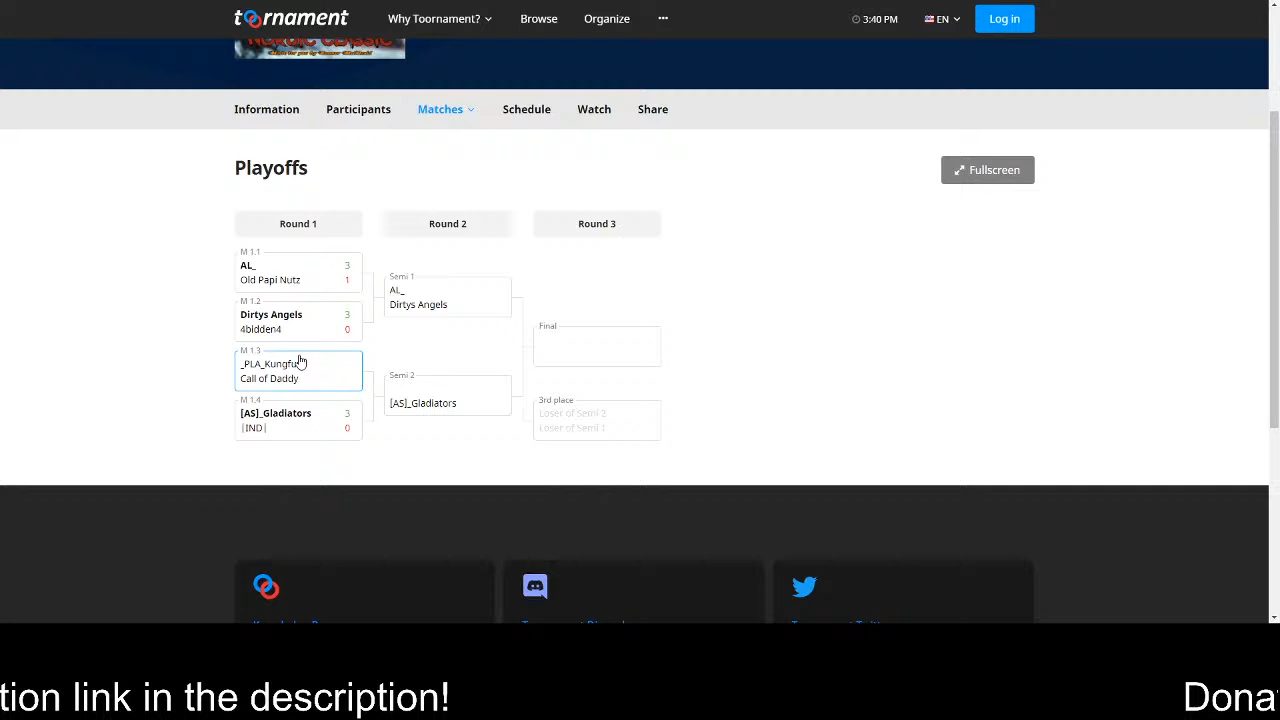 toornament
Why Toornament?
Browse
Organize
•••
3:40 PM
EN
Log in
NORDIC CLASSIC
Information
Participants
Matches
Schedule
Watch
Share
Playoffs
Fullscreen
Round 1
Round 2
Round 3
M 1.1
AL_ 3
Old Papi Nutz 1
M 1.2
Dirtys Angels 3
4bidden4 0
M 1.3
_PLA_Kungfu
Call of Daddy
M 1.4
[AS]_Gladiators 3
|IND| 0
Semi 1
AL_
Dirtys Angels
Semi 2
[AS]_Gladiators
Final
3rd place
Loser of Semi 2
Loser of Semi 1
tion link in the description!
Dona